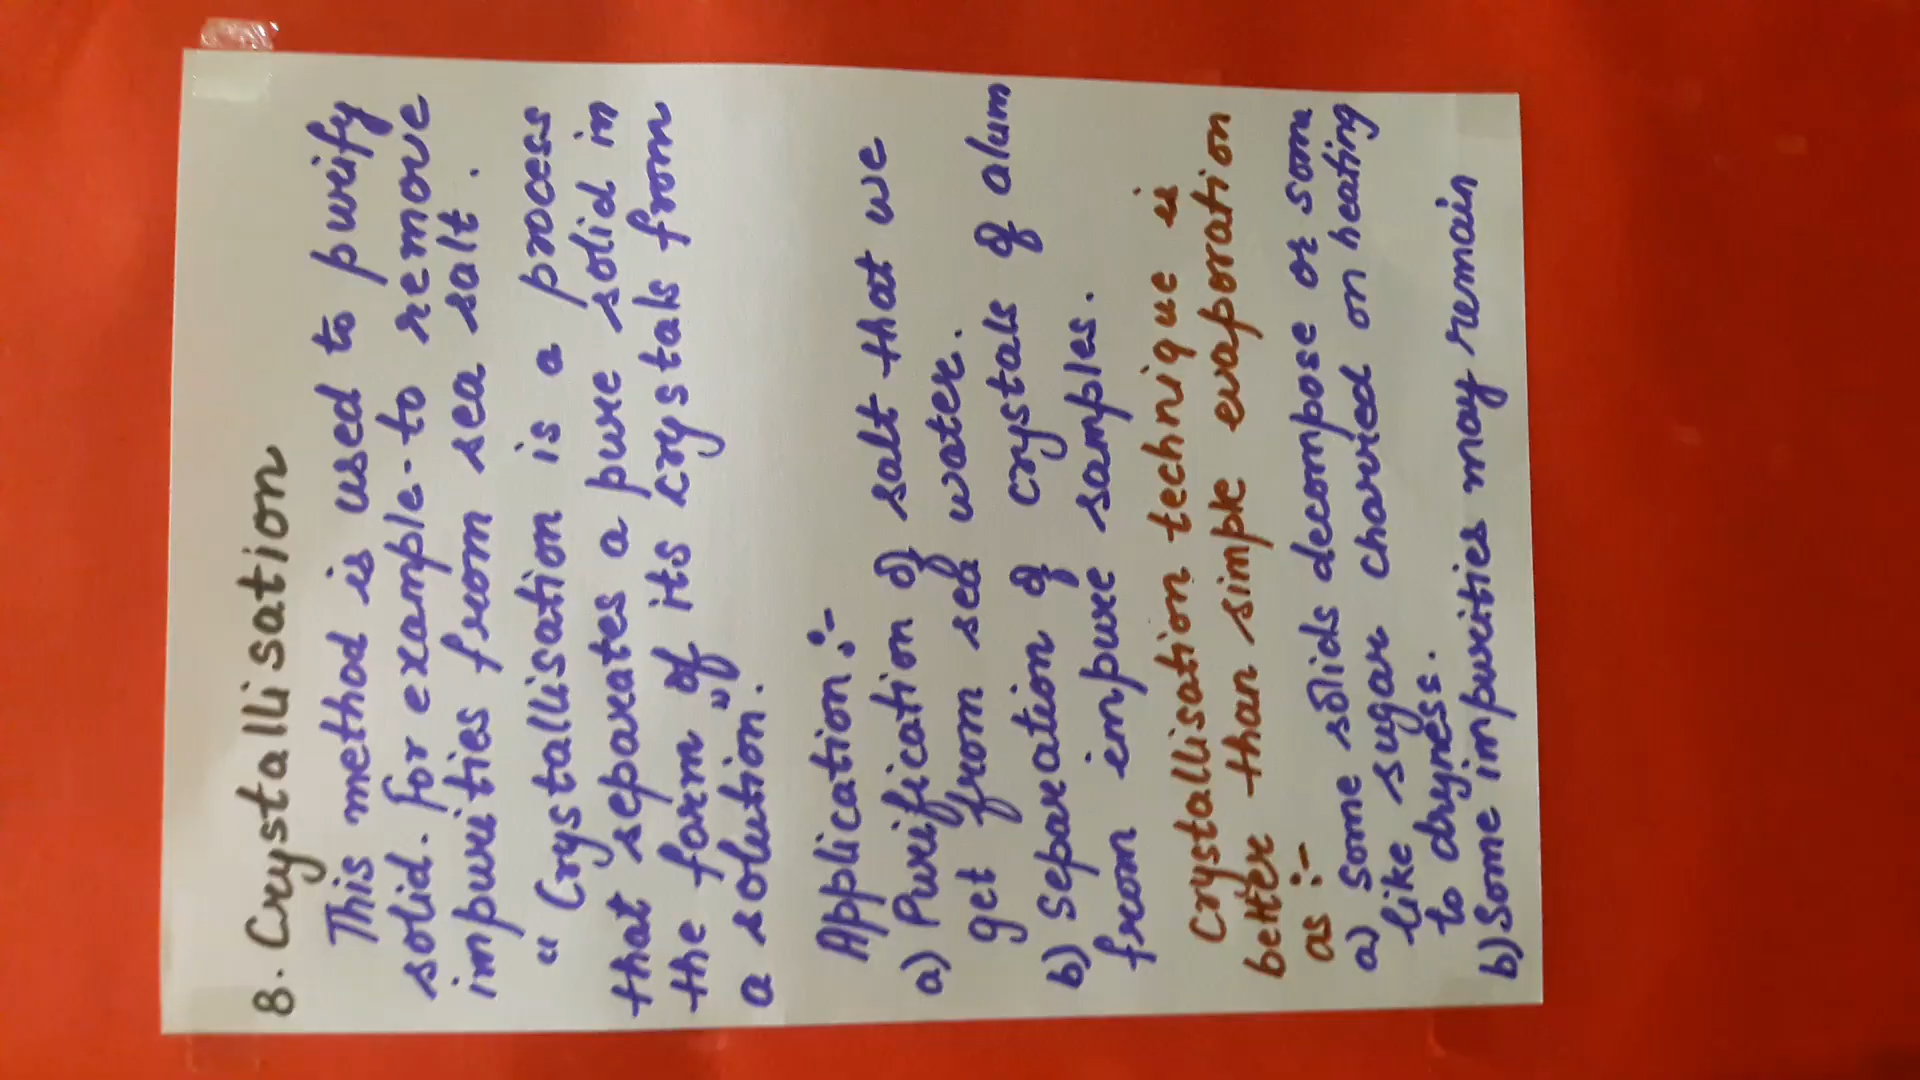 8. Crystallisation
This method is used to purify
solid. for example- to remove
impurities from sea salt.
" Crystallisation is a process
that separates a pure solid in
the form of its crystals from
a solution."
Application:-
a) Purification of salt that we
get from sea water.
b) Separation of crystals of alum
from impure samples.
Crystallisation technique is
better than simple evaporation
as :-
a) Some solids decompose or some
like sugar charried on heating
to dryness.
b) Some impurities may remain